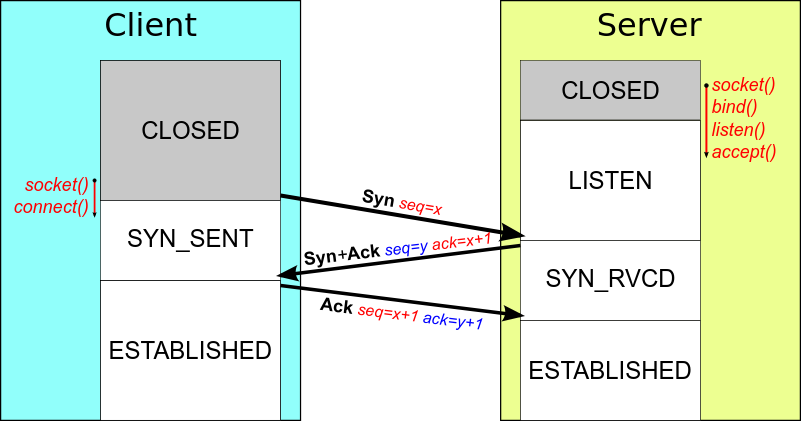 Client
Server
CLOSED
socket()
connect()
SYN_SENT
ESTABLISHED
Syn seq=x
Syn+Ack seq=y ack=x+1
Ack seq=x+1 ack=y+1
CLOSED
LISTEN
SYN_RVCD
ESTABLISHED
socket()
bind()
listen()
accept()